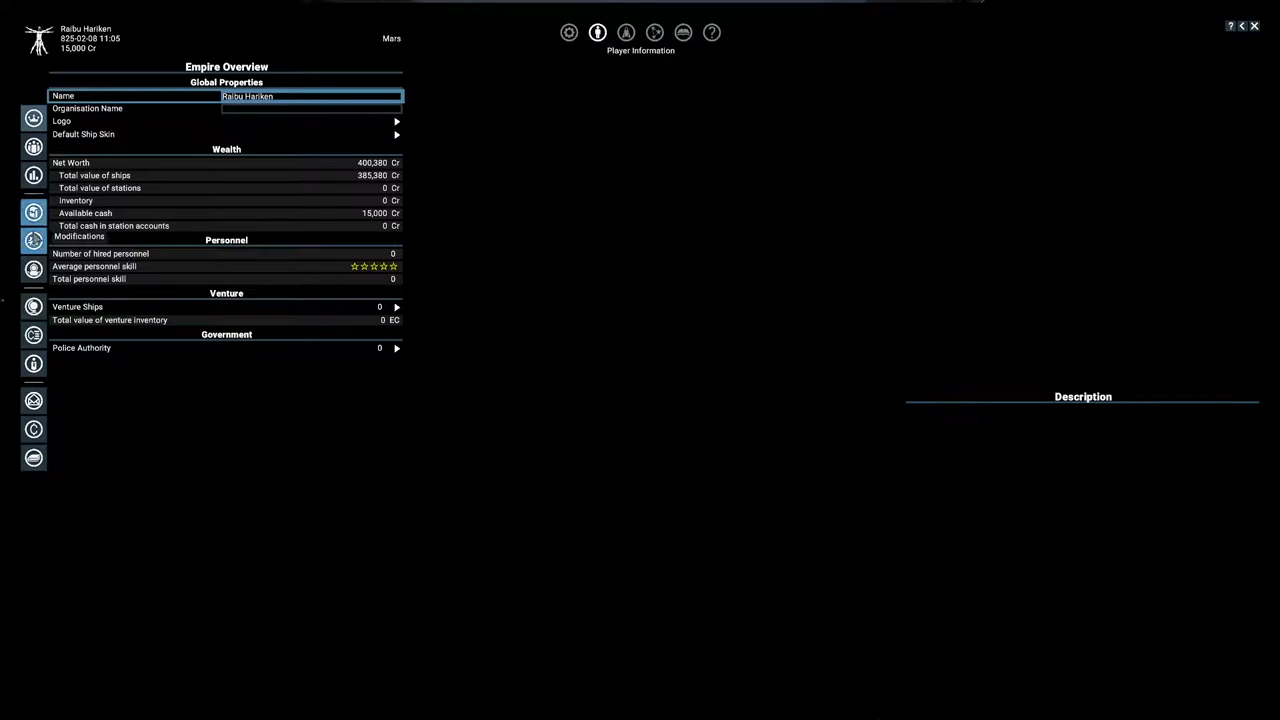 Raibu Hariken
825-02-08 11:05
15,000 Cr
Mars
Player Information
Empire Overview
Global Properties
Name Raibu Hariken
Organisation Name
Logo
Default Ship Skin
Wealth
Net Worth 400,380 Cr
Total value of ships 385,380 Cr
Total value of stations 0 Cr
Inventory 0 Cr
Available cash 15,000 Cr
Total cash in station accounts 0 Cr
Modifications
Personnel
Number of hired personnel 0
Average personnel skill ☆☆☆☆☆
Total personnel skill 0
Venture
Venture Ships 0
Total value of venture inventory 0 EC
Government
Police Authority 0
Description